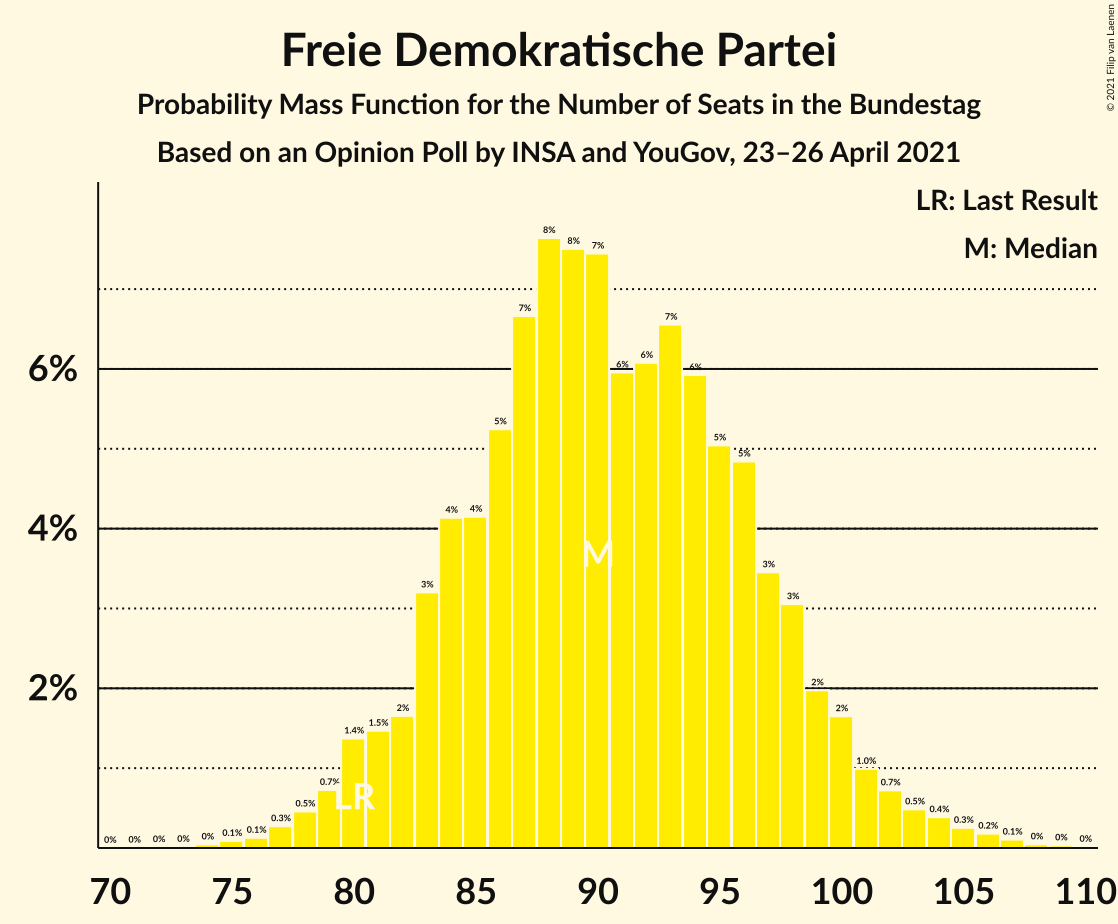 Freie Demokratische Partei
Probability Mass Function for the Number of Seats in the Bundestag
Based on an Opinion Poll by INSA and YouGov, 23–26 April 2021
© 2021 Filip van Laenen
LR: Last Result
M: Median
6%
4%
2%
0% 0% 0% 0% 0% 0.1% 0.1% 0.3% 0.5% 0.7% 1.4% 1.5% 2% 3% 4% 4% 5% 7% 8% 8% 7% 6% 6% 7% 6% 5% 5% 3% 3% 2% 2% 1.0% 0.7% 0.5% 0.4% 0.3% 0.2% 0.1% 0% 0% 0%
LR
M
70 75 80 85 90 95 100 105 110